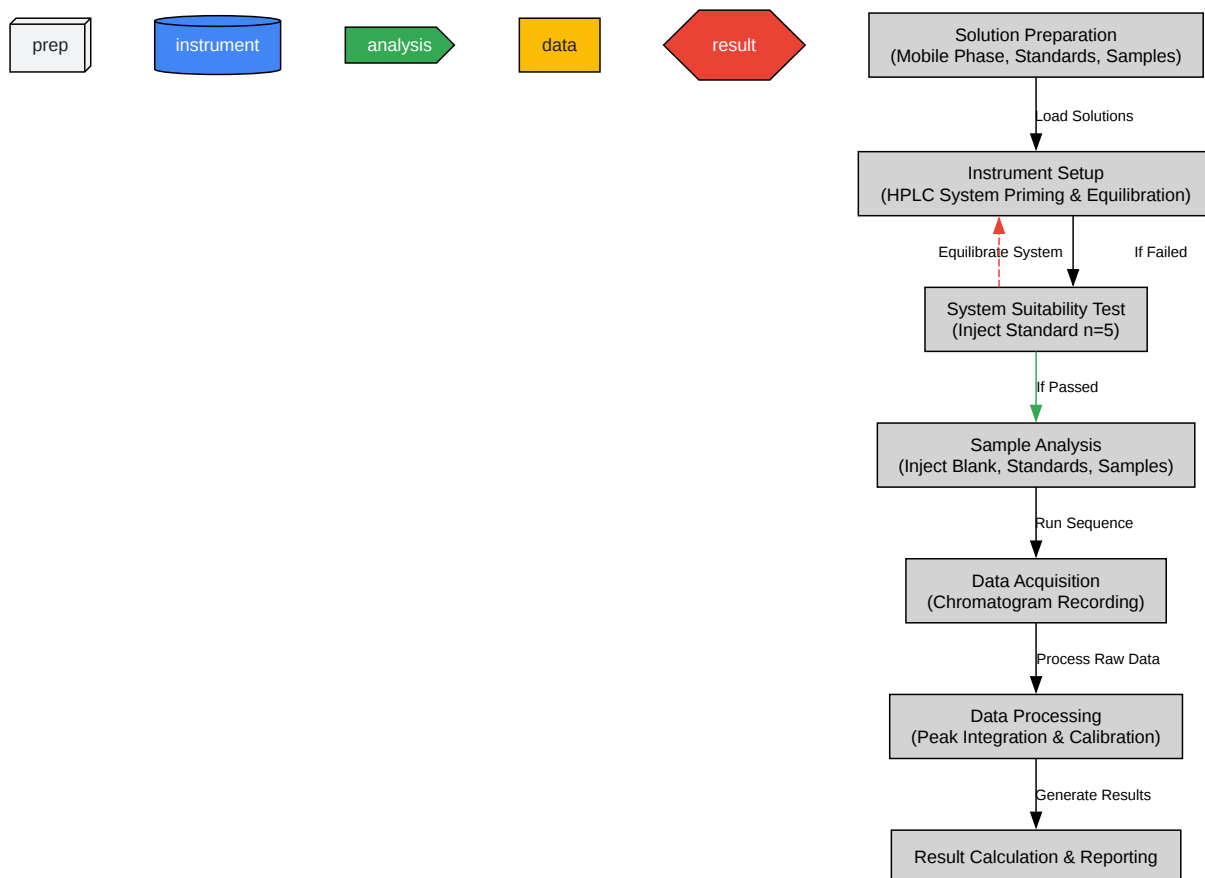 prep
instrument
analysis
data
result
Solution Preparation
(Mobile Phase, Standards, Samples)
Load Solutions
Instrument Setup
(HPLC System Priming & Equilibration)
Equilibrate System
If Failed
System Suitability Test
(Inject Standard n=5)
If Passed
Sample Analysis
(Inject Blank, Standards, Samples)
Run Sequence
Data Acquisition
(Chromatogram Recording)
Process Raw Data
Data Processing
(Peak Integration & Calibration)
Generate Results
Result Calculation & Reporting